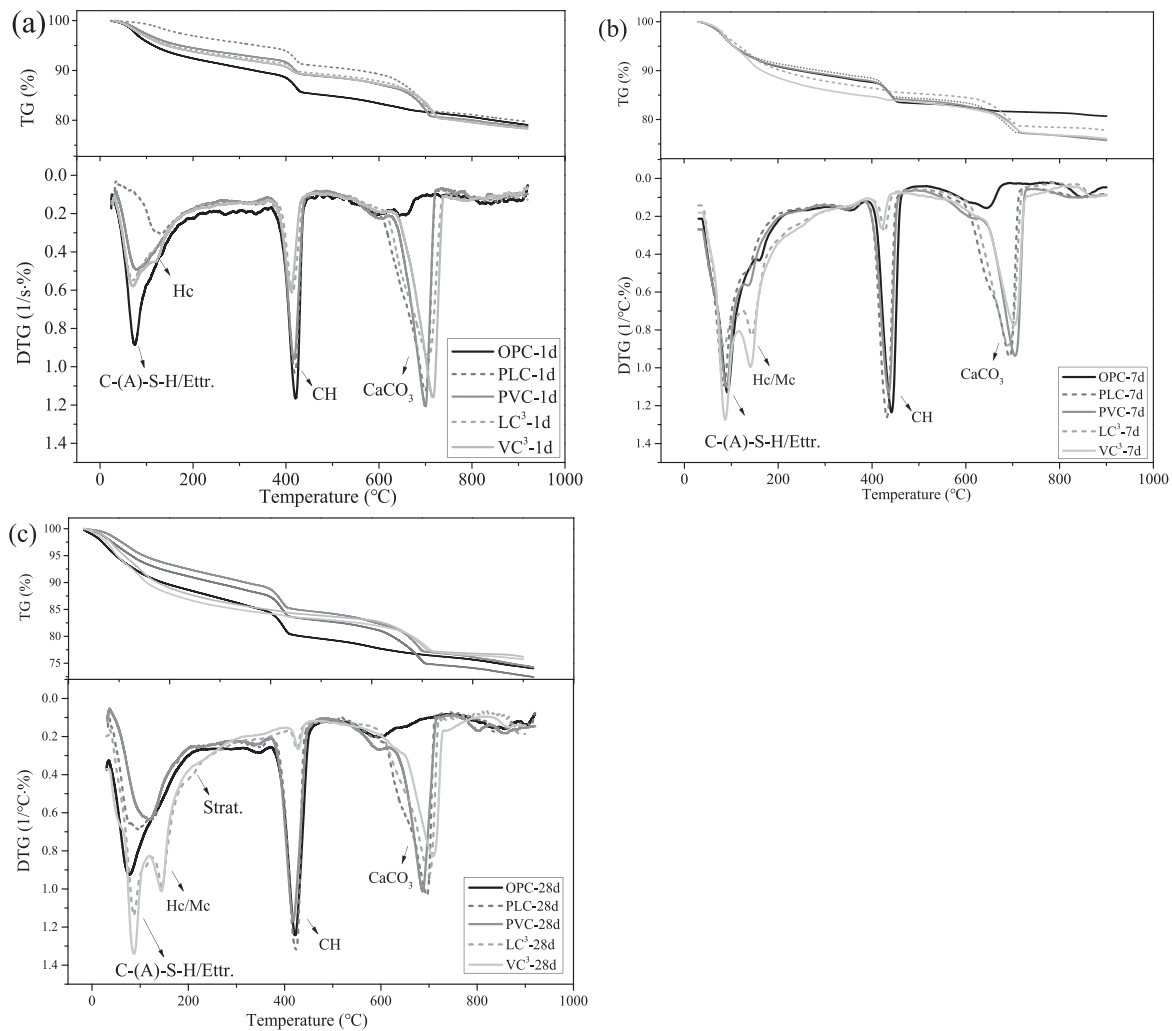 (a)
100
90
80
TG (%)
0.0
0.2
0.4
0.6
0.8
1.0
1.2
1.4
DTG (1/s·%)
Hc
C-(A)-S-H/Ettr.
CH
CaCO₃
OPC-1d
PLC-1d
PVC-1d
LC³-1d
VC³-1d
0 200 400 600 800 1000
Temperature (°C)
(b)
100
90
80
TG (%)
0.0
0.2
0.4
0.6
0.8
1.0
1.2
1.4
DTG (1/°C·%)
Hc/Mc
C-(A)-S-H/Ettr.
CH
CaCO₃
OPC-7d
PLC-7d
PVC-7d
LC³-7d
VC³-7d
0 200 400 600 800 1000
Temperature (°C)
(c)
100
95
90
85
80
75
TG (%)
0.0
0.2
0.4
0.6
0.8
1.0
1.2
1.4
DTG (1/°C·%)
Strat.
Hc/Mc
C-(A)-S-H/Ettr.
CH
CaCO₃
OPC-28d
PLC-28d
PVC-28d
LC³-28d
VC³-28d
0 200 400 600 800 1000
Temperature (°C)